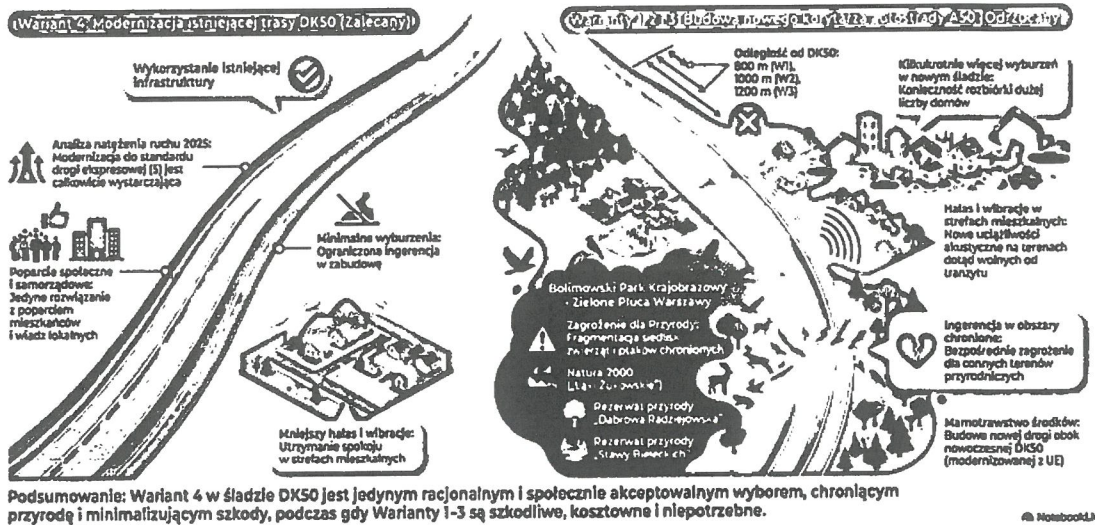 (Wariant 4: Modernizacja istniejącej trasy DK50 (Zalecany))
Wykorzystanie istniejącej
infrastruktury
Analiza natężenia ruchu 2025:
Modernizacja do standardu
drogi ekspresowej (S) jest
całkowicie wystarczająca
Poparcie społeczne
i samorządowe:
Jedyne rozwiązanie
z poparciem
mieszkańców
i władz lokalnych
Minimalne wyburzenia:
Ograniczona ingerencja
w zabudowę
Mniejszy hałas i wibracje:
Utrzymanie spokoju
w strefach mieszkalnych
Budowa nowego korytarza autostrady A50
Odległość od DK50:
800 m (W1),
1000 m (W2),
1200 m (W3)
Kilkukrotnie więcej wyburzeń
w nowym śladzie:
Konieczność rozbiórki dużej
liczby domów
Hałas i wibracje w
strefach mieszkalnych:
Nowe uciążliwości
akustyczne na terenach
dotąd wolnych od
tranzytu
Bolimowski Park Krajobrazowy
- Zielone Płuca Warszawy
Zagrożenie dla Przyrody:
Fragmentacja siedlisk
zwierząt i ptaków chronionych
Natura 2000
Rezerwat przyrody
„Dąbrowa Radziejowska"
Rezerwat przyrody
„Stawy
Ingerencja w obszary
chronione:
Bezpośrednie zagrożenie
dla cennych terenów
przyrodniczych
Marnotrawstwo środków:
Budowa nowej drogi obok
nowoczesnej DK50
(modernizowanej z UE)
Podsumowanie: Wariant 4 w śladzie DK50 jest jedynym racjonalnym i społecznie akceptowalnym wyborem, chroniącym
przyrodę i minimalizującym szkody, podczas gdy Warianty 1-3 są szkodliwe, kosztowne i niepotrzebne.
NotebookLM